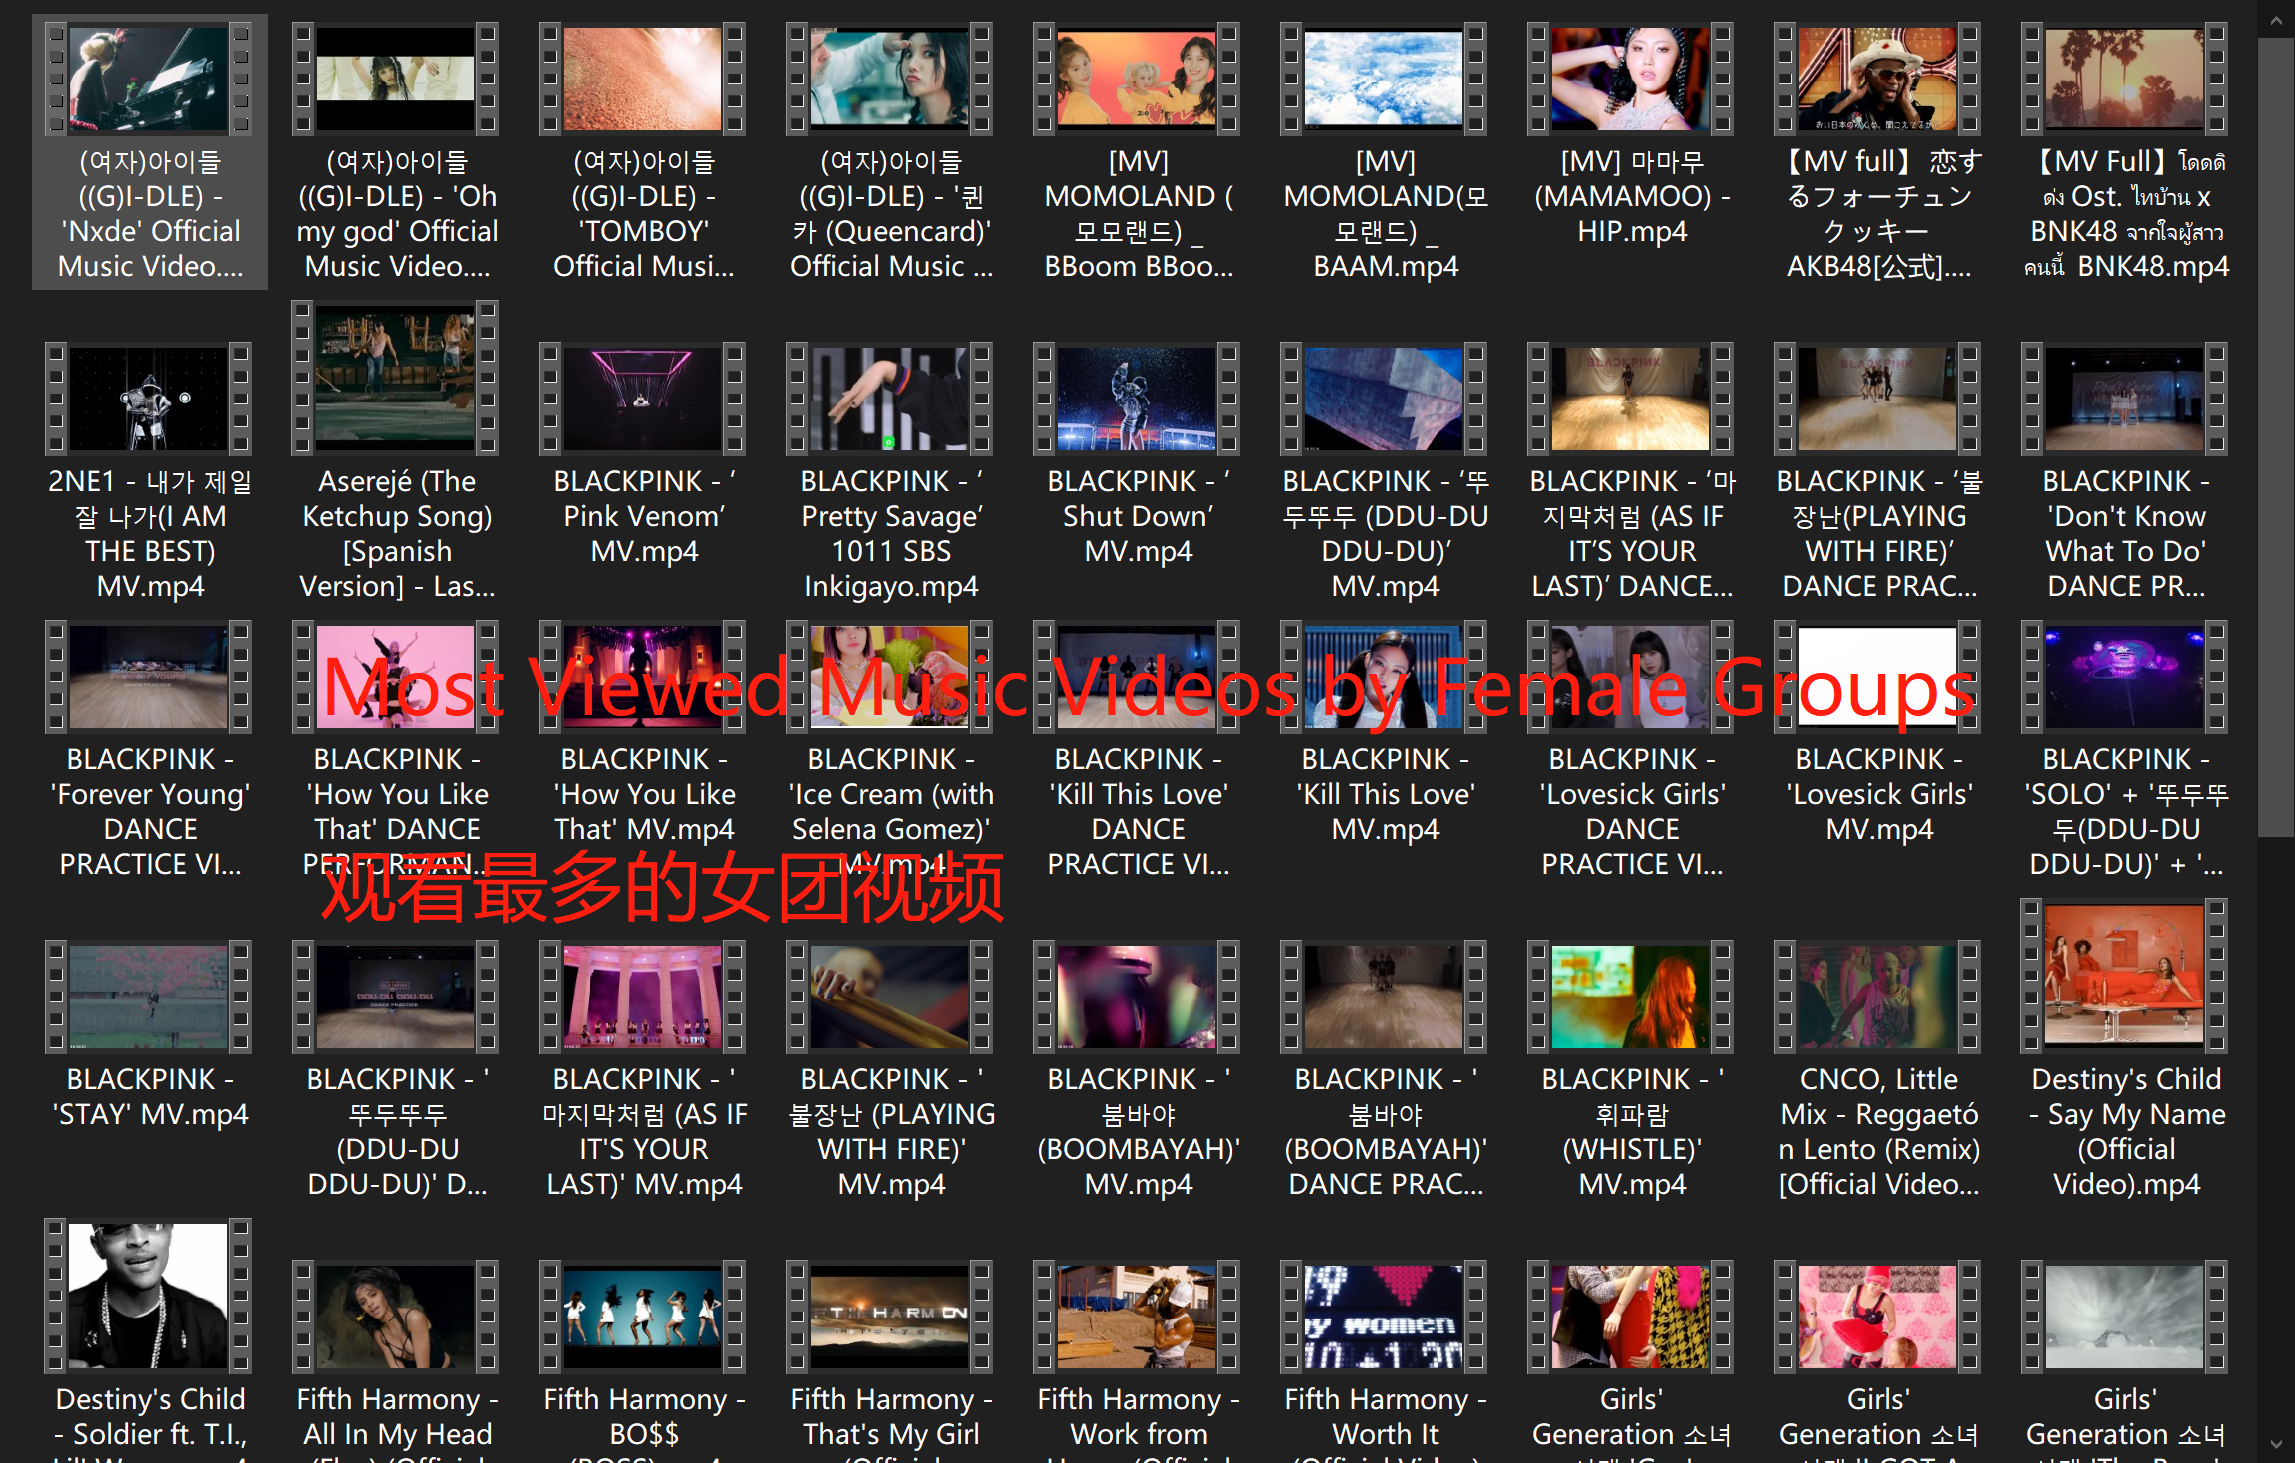 (여자)아이들
((G)I-DLE) -
'Nxde' Official
Music Video....
(여자)아이들
((G)I-DLE) - 'Oh
my god' Official
Music Video....
(여자)아이들
((G)I-DLE) -
'TOMBOY'
Official Musi...
(여자)아이들
((G)I-DLE) - '퀸
카 (Queencard)'
Official Music ...
[MV]
MOMOLAND (
모모랜드) _
BBoom BBoo...
[MV]
MOMOLAND(모
모랜드) _
BAAM.mp4
[MV] 마마무
(MAMAMOO) -
HIP.mp4
【MV full】 恋す
るフォーチュン
クッキー
AKB48[公式]....
【MV Full】โดดดิ
ด่ง Ost. ไทบ้าน x
BNK48 จากใจผู้สาว
คนนี้ BNK48.mp4
2NE1 - 내가 제일
잘 나가(I AM
THE BEST)
MV.mp4
Aserejé (The
Ketchup Song)
[Spanish
Version] - Las...
BLACKPINK - ‘
Pink Venom’
MV.mp4
BLACKPINK - ‘
Pretty Savage’
1011 SBS
Inkigayo.mp4
BLACKPINK - ‘
Shut Down’
MV.mp4
BLACKPINK - ‘뚜
두뚜두 (DDU-DU
DDU-DU)’
MV.mp4
BLACKPINK - ‘마
지막처럼 (AS IF
IT’S YOUR
LAST)’ DANCE...
BLACKPINK - ‘불
장난(PLAYING
WITH FIRE)’
DANCE PRAC...
BLACKPINK -
'Don't Know
What To Do'
DANCE PR...
Most Viewed Music Videos by Female Groups
BLACKPINK -
'Forever Young'
DANCE
PRACTICE VI...
BLACKPINK -
'How You Like
That' DANCE
PERFORMAN...
BLACKPINK -
'How You Like
That' MV.mp4
BLACKPINK -
'Ice Cream (with
Selena Gomez)'
MV.mp4
BLACKPINK -
'Kill This Love'
DANCE
PRACTICE VI...
BLACKPINK -
'Kill This Love'
MV.mp4
BLACKPINK -
'Lovesick Girls'
DANCE
PRACTICE VI...
BLACKPINK -
'Lovesick Girls'
MV.mp4
BLACKPINK -
'SOLO' + '뚜두뚜
두(DDU-DU
DDU-DU)' + '...
观看最多的女团视频
BLACKPINK -
'STAY' MV.mp4
BLACKPINK - '
뚜두뚜두
(DDU-DU
DDU-DU)' D...
BLACKPINK - '
마지막처럼 (AS IF
IT'S YOUR
LAST)' MV.mp4
BLACKPINK - '
불장난 (PLAYING
WITH FIRE)'
MV.mp4
BLACKPINK - '
붐바야
(BOOMBAYAH)'
MV.mp4
BLACKPINK - '
붐바야
(BOOMBAYAH)'
DANCE PRAC...
BLACKPINK - '
휘파람
(WHISTLE)'
MV.mp4
CNCO, Little
Mix - Reggaetó
n Lento (Remix)
[Official Video...
Destiny's Child
- Say My Name
(Official
Video).mp4
Destiny's Child
- Soldier ft. T.I.,
Fifth Harmony -
All In My Head
Fifth Harmony -
BO$$
Fifth Harmony -
That's My Girl
Fifth Harmony -
Work from
Fifth Harmony -
Worth It
Girls'
Generation 소녀
Girls'
Generation 소녀
Girls'
Generation 소녀